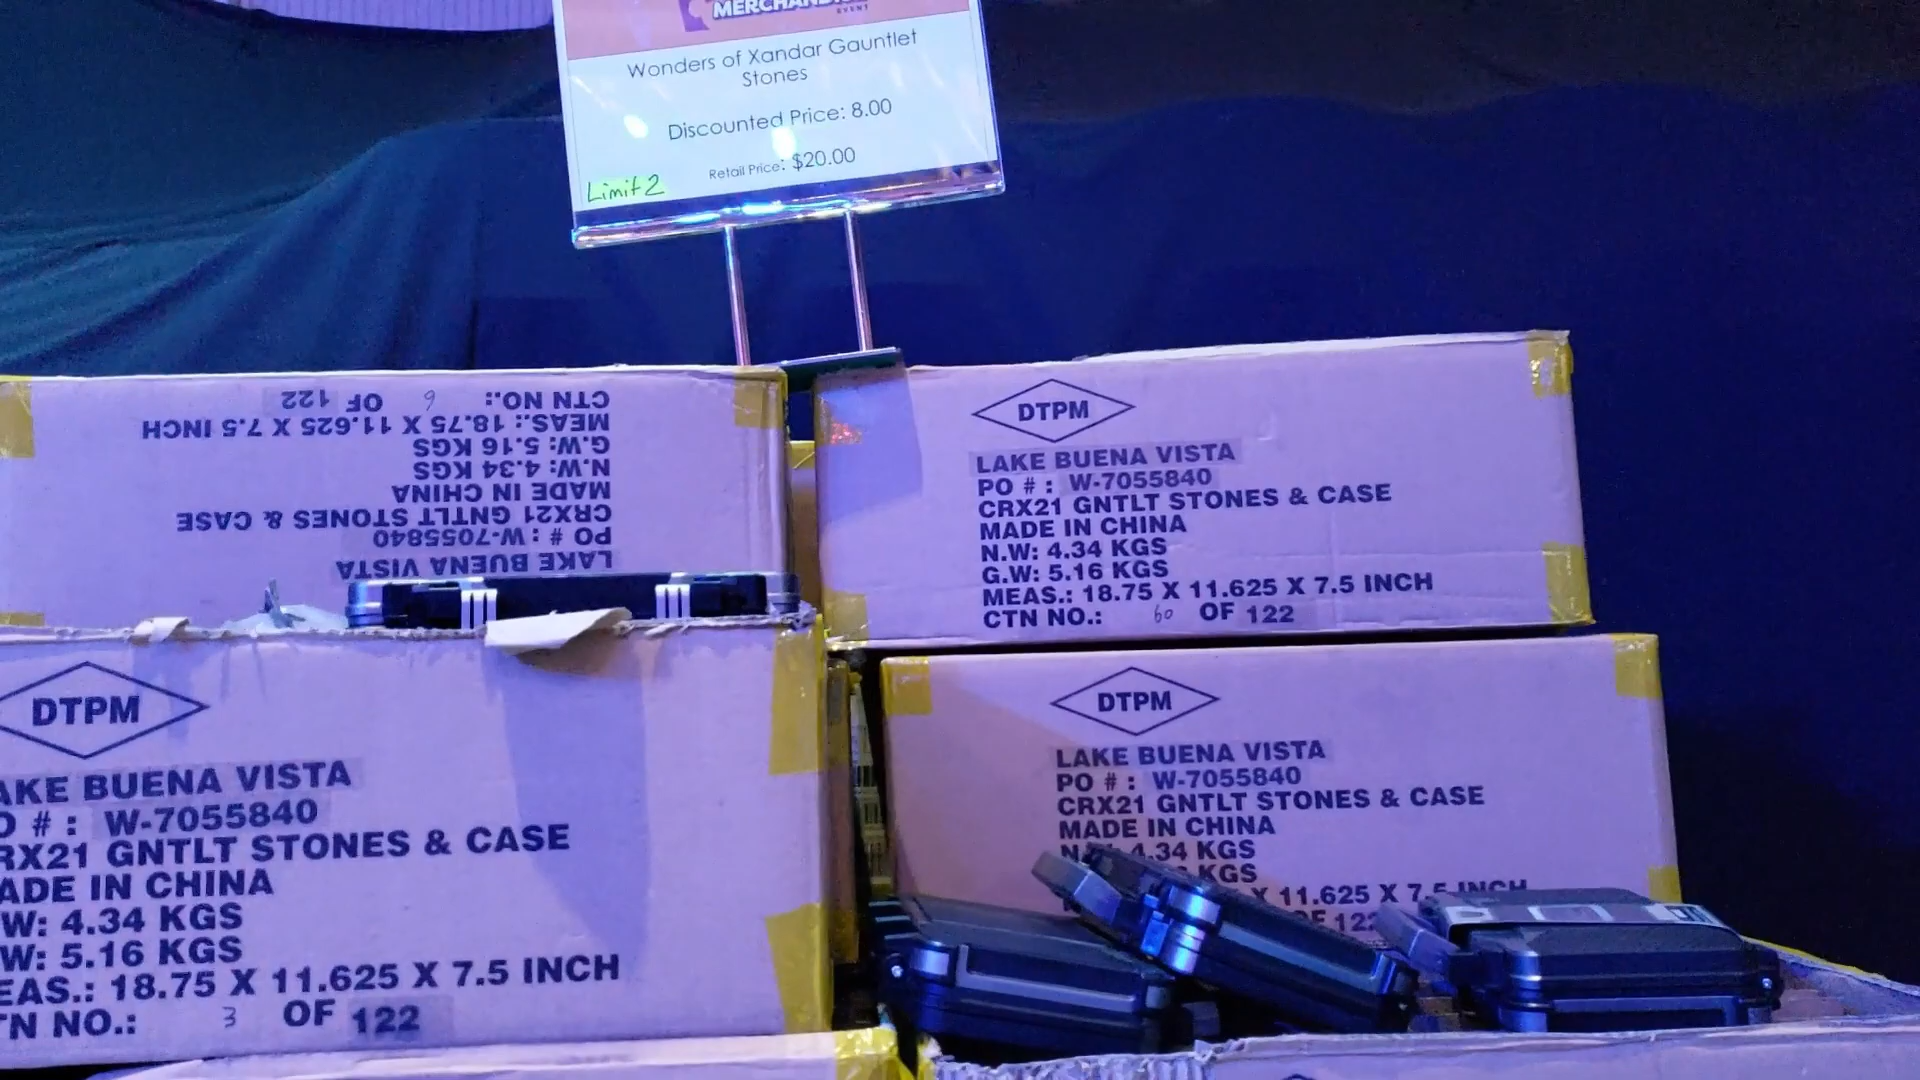 MERCHANDISE
EVENT
Wonders of Xandar Gauntlet
Stones
Discounted Price: 8.00
Retail Price: $20.00
Limit 2
LAKE BUENA VISTA
PO # : W-7055840
CRX21 GNTLT STONES & CASE
MADE IN CHINA
N.W: 4.34 KGS
G.W: 5.16 KGS
MEAS.: 18.75 X 11.625 X 7.5 INCH
CTN NO.: 6 OF 122
DTPM
LAKE BUENA VISTA
PO # : W-7055840
CRX21 GNTLT STONES & CASE
MADE IN CHINA
N.W: 4.34 KGS
G.W: 5.16 KGS
MEAS.: 18.75 X 11.625 X 7.5 INCH
CTN NO.: 60 OF 122
DTPM
AKE BUENA VISTA
O # : W-7055840
RX21 GNTLT STONES & CASE
ADE IN CHINA
W: 4.34 KGS
W: 5.16 KGS
EAS.: 18.75 X 11.625 X 7.5 INCH
TN NO.: 3 OF 122
DTPM
LAKE BUENA VISTA
PO # : W-7055840
CRX21 GNTLT STONES & CASE
MADE IN CHINA
4.34 KGS
KGS
X 11.625 X 7.5 INCH
OF 122